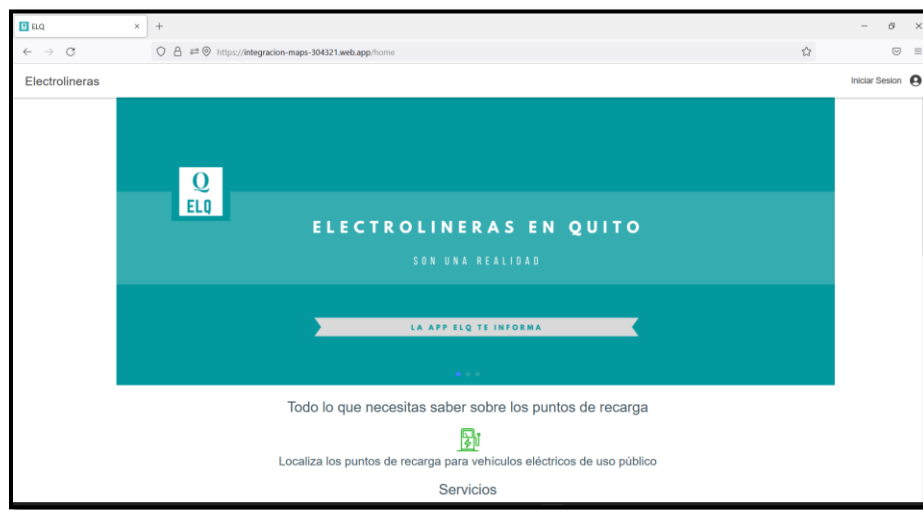 ELQ
https://integracion-maps-304321.web.app/home
Electrolineras
Iniciar Sesion
Q
ELQ
ELECTROLINERAS EN QUITO
SON UNA REALIDAD
LA APP ELQ TE INFORMA
Todo lo que necesitas saber sobre los puntos de recarga
Localiza los puntos de recarga para vehículos eléctricos de uso público
Servicios